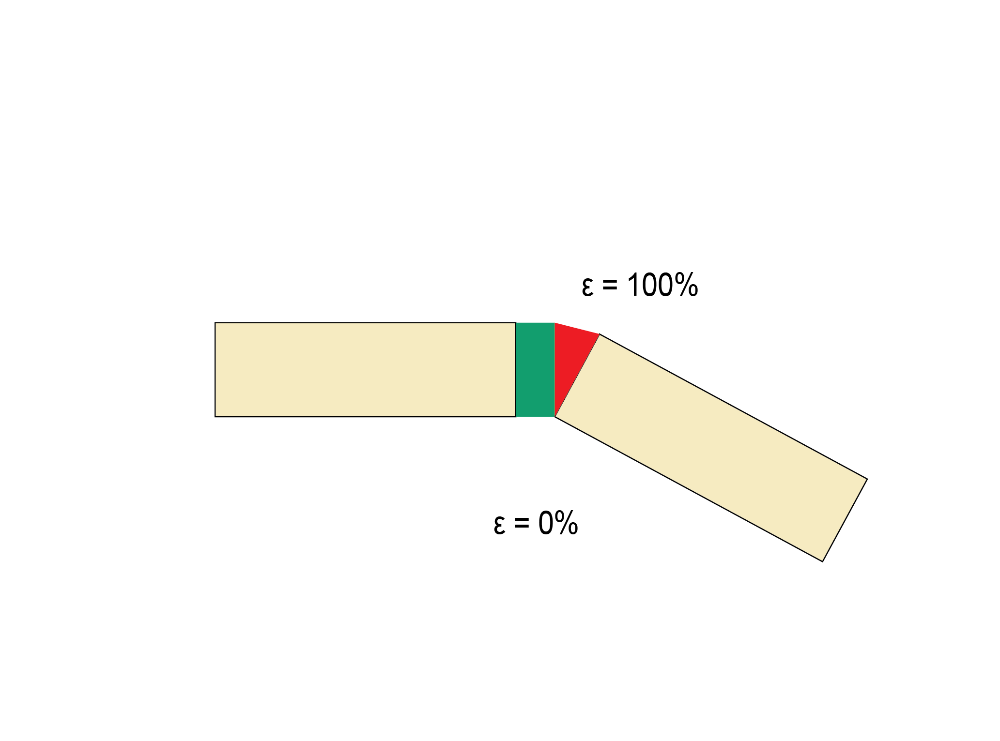 ε = 100%
ε = 0%